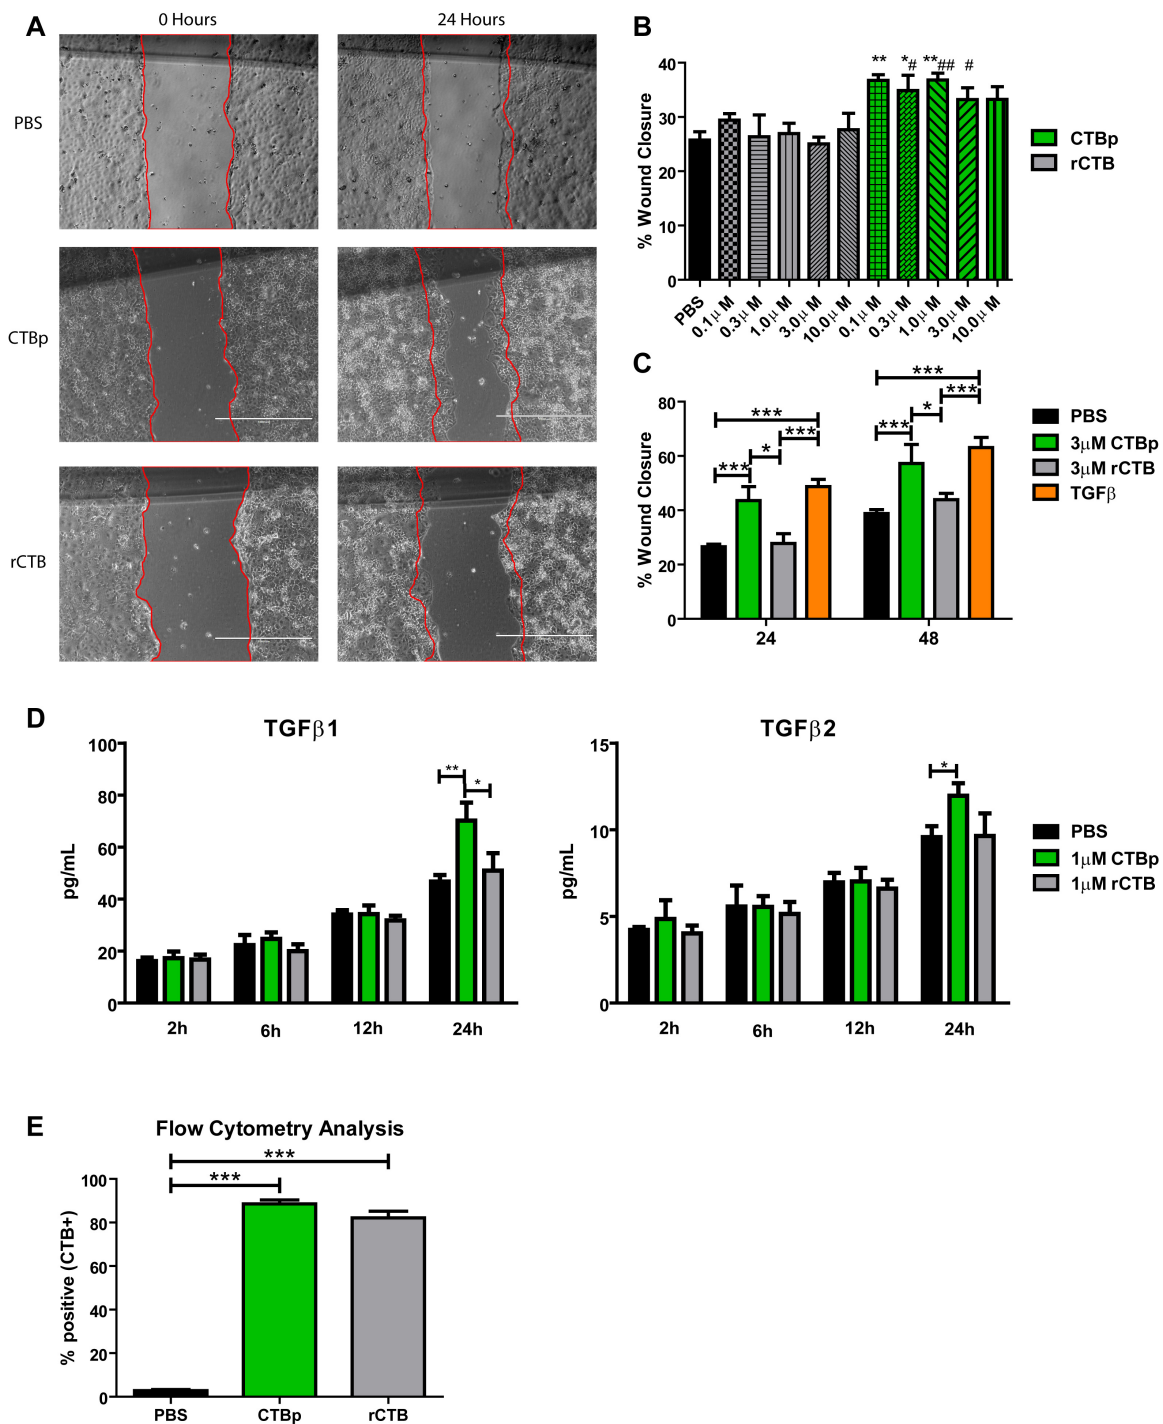 A
0 Hours
24 Hours
PBS
CTBp
rCTB
B
% Wound Closure
40
30
20
10
0
** *# **## #
PBS
0.1μM
0.3μM
1.0μM
3.0μM
10.0μM
0.1μM
0.3μM
1.0μM
3.0μM
10.0μM
CTBp
rCTB
C
% Wound Closure
80
60
40
20
0
***
***
*
***
***
***
*
***
24
48
PBS
3μM CTBp
3μM rCTB
TGFβ
D
TGFβ1
pg/mL
100
80
60
40
20
0
**
*
2h
6h
12h
24h
TGFβ2
pg/mL
15
10
5
0
*
2h
6h
12h
24h
PBS
1μM CTBp
1μM rCTB
E
Flow Cytometry Analysis
% positive (CTB+)
100
80
60
40
20
0
***
***
PBS
CTBp
rCTB